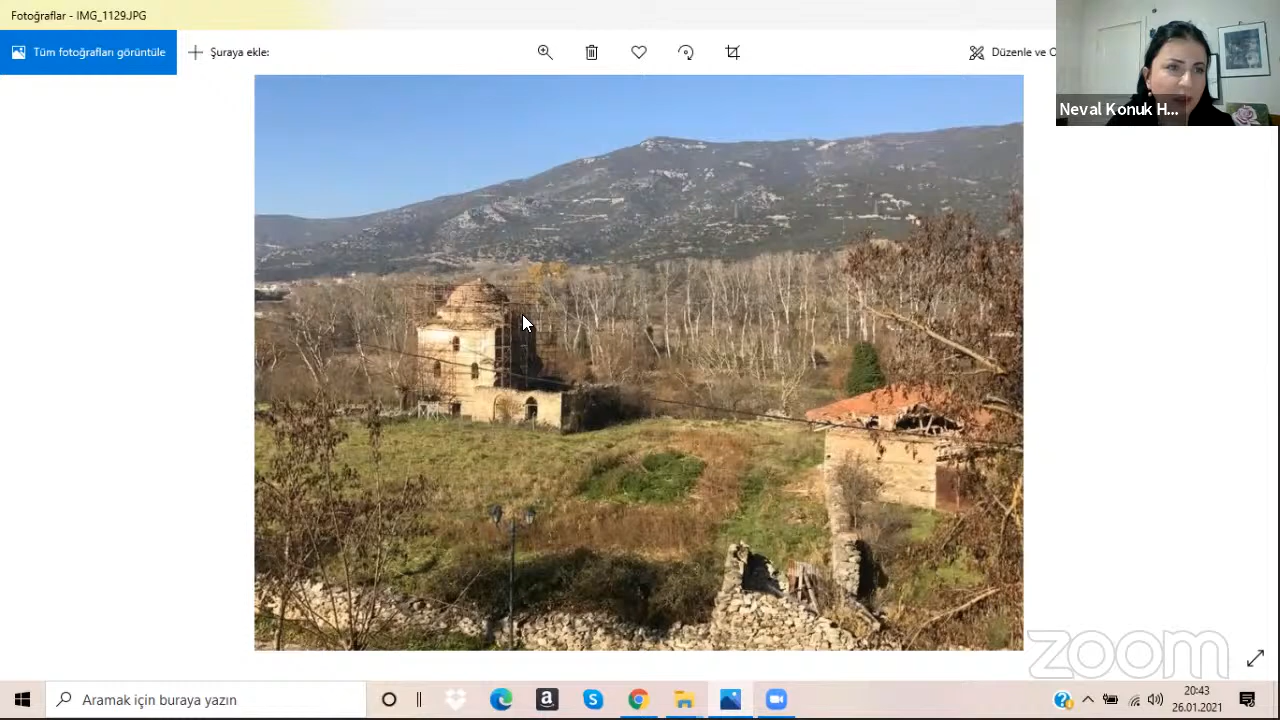 Fotoğraflar - IMG_1129.JPG
Tüm fotoğrafları görüntüle
Şuraya ekle:
Düzenle ve O
Neval Konuk H...
zoom
Aramak için buraya yazın
20:43
26.01.2021